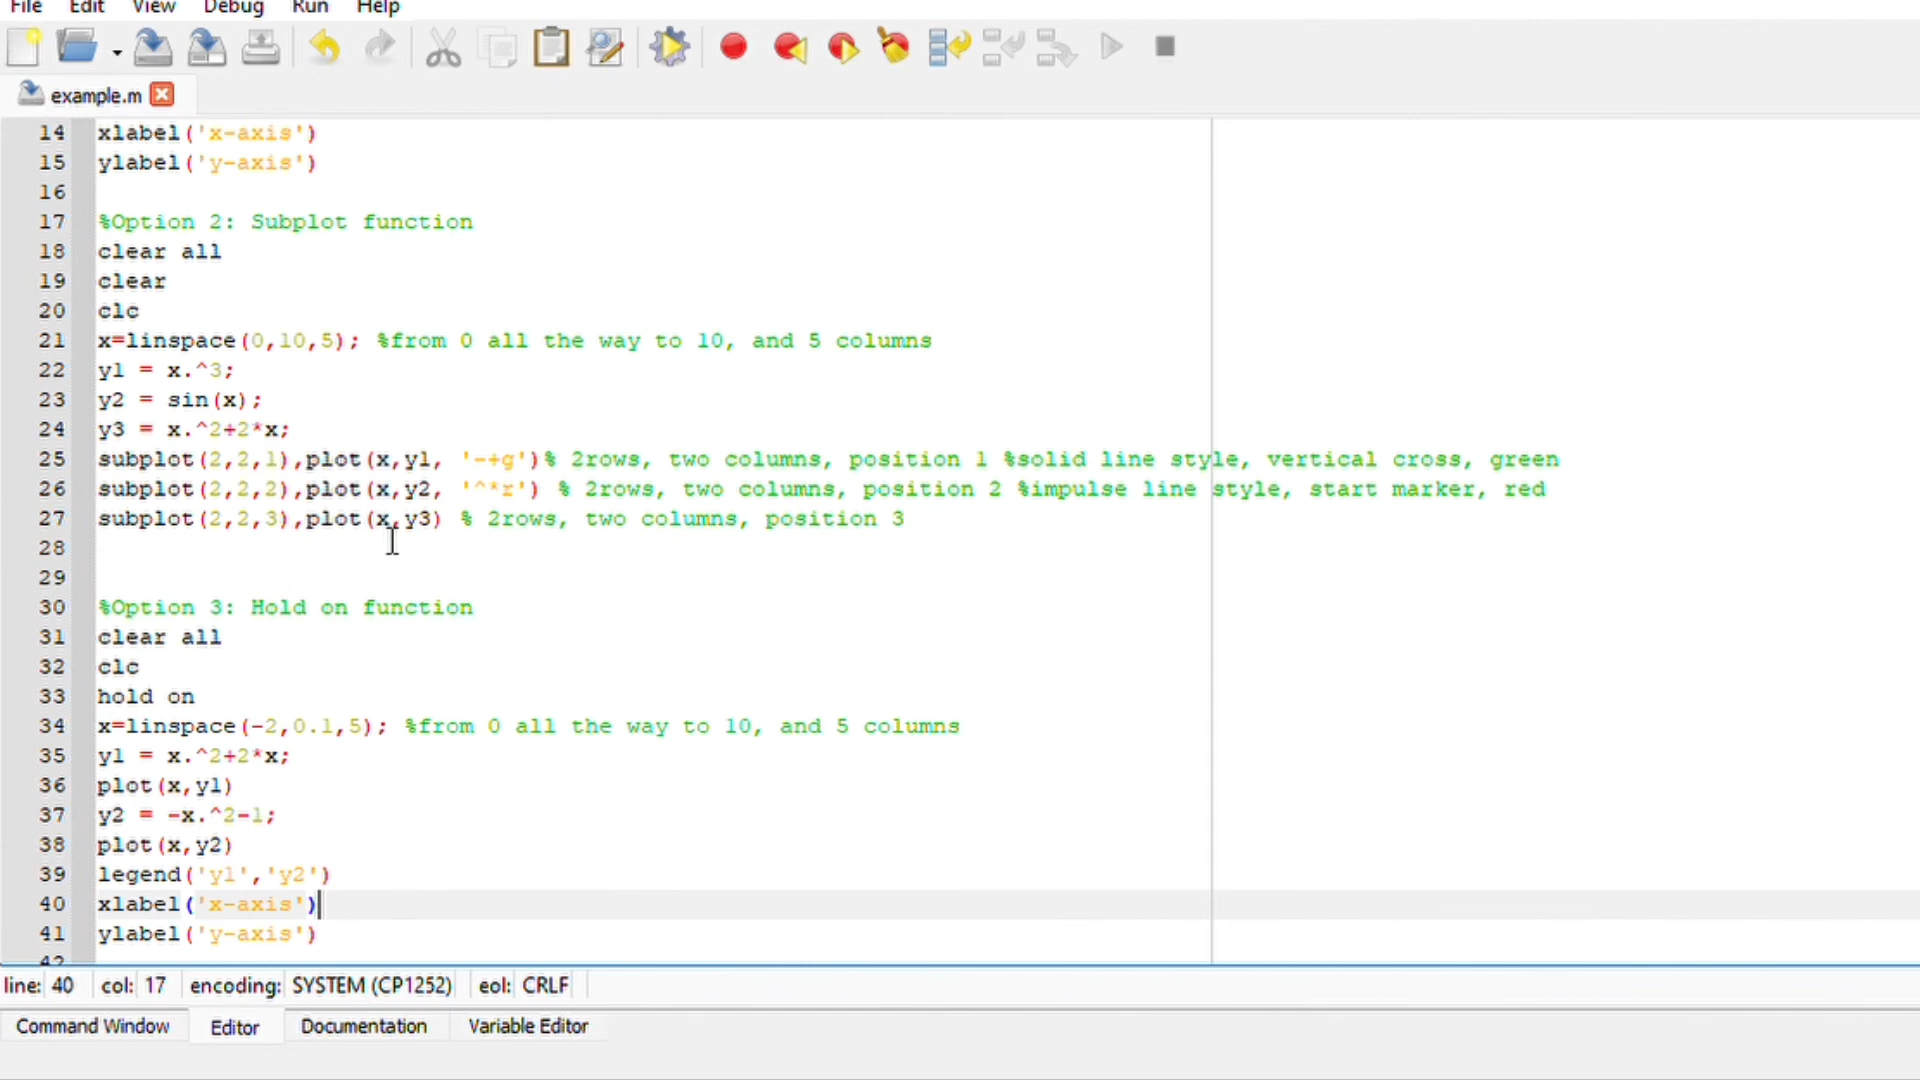 File Edit View Debug Run Help
example.m
14 xlabel('x-axis')
15 ylabel('y-axis')
16
17 %Option 2: Subplot function
18 clear all
19 clear
20 clc
21 x=linspace(0,10,5); %from 0 all the way to 10, and 5 columns
22 y1 = x.^3;
23 y2 = sin(x);
24 y3 = x.^2+2*x;
25 subplot(2,2,1),plot(x,y1, '-+g')% 2rows, two columns, position 1 %solid line style, vertical cross, green
26 subplot(2,2,2),plot(x,y2, '^*r') % 2rows, two columns, position 2 %impulse line style, start marker, red
27 subplot(2,2,3),plot(x,y3) % 2rows, two columns, position 3
28
29
30 %Option 3: Hold on function
31 clear all
32 clc
33 hold on
34 x=linspace(-2,0.1,5); %from 0 all the way to 10, and 5 columns
35 y1 = x.^2+2*x;
36 plot(x,y1)
37 y2 = -x.^2-1;
38 plot(x,y2)
39 legend('y1','y2')
40 xlabel('x-axis')
41 ylabel('y-axis')
42
line: 40 col: 17 encoding: SYSTEM (CP1252) eol: CRLF
Command Window Editor Documentation Variable Editor